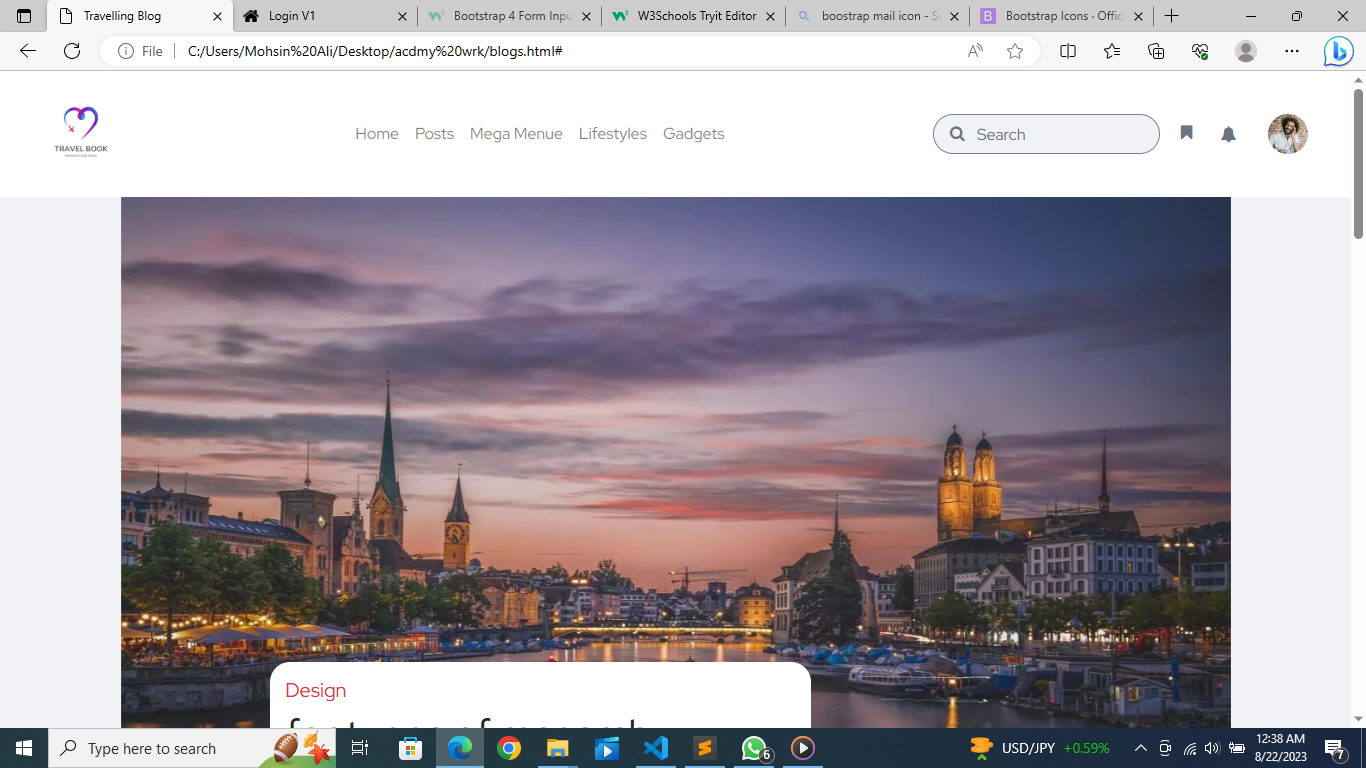 Travelling Blog
Login V1
Bootstrap 4 Form Inpu
W3Schools Tryit Editor
boostrap mail icon - Se
Bootstrap Icons · Offici
File
C:/Users/Mohsin%20Ali/Desktop/acdmy%20wrk/blogs.html#
TRAVEL BOOK
Home Posts Mega Menue Lifestyles Gadgets
Search
Design
Type here to search
6
USD/JPY +0.59%
12:38 AM
8/22/2023
7